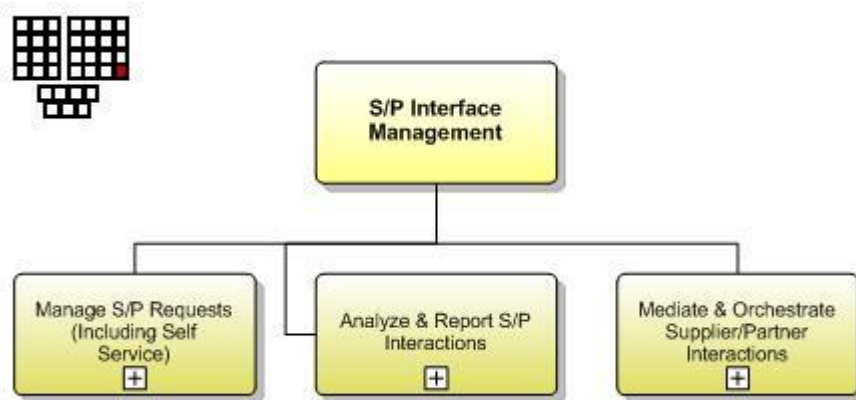 S/P Interface
Management
Manage S/P Requests
(Including Self
Service)
Analyze & Report S/P
Interactions
Mediate & Orchestrate
Supplier/Partner
Interactions